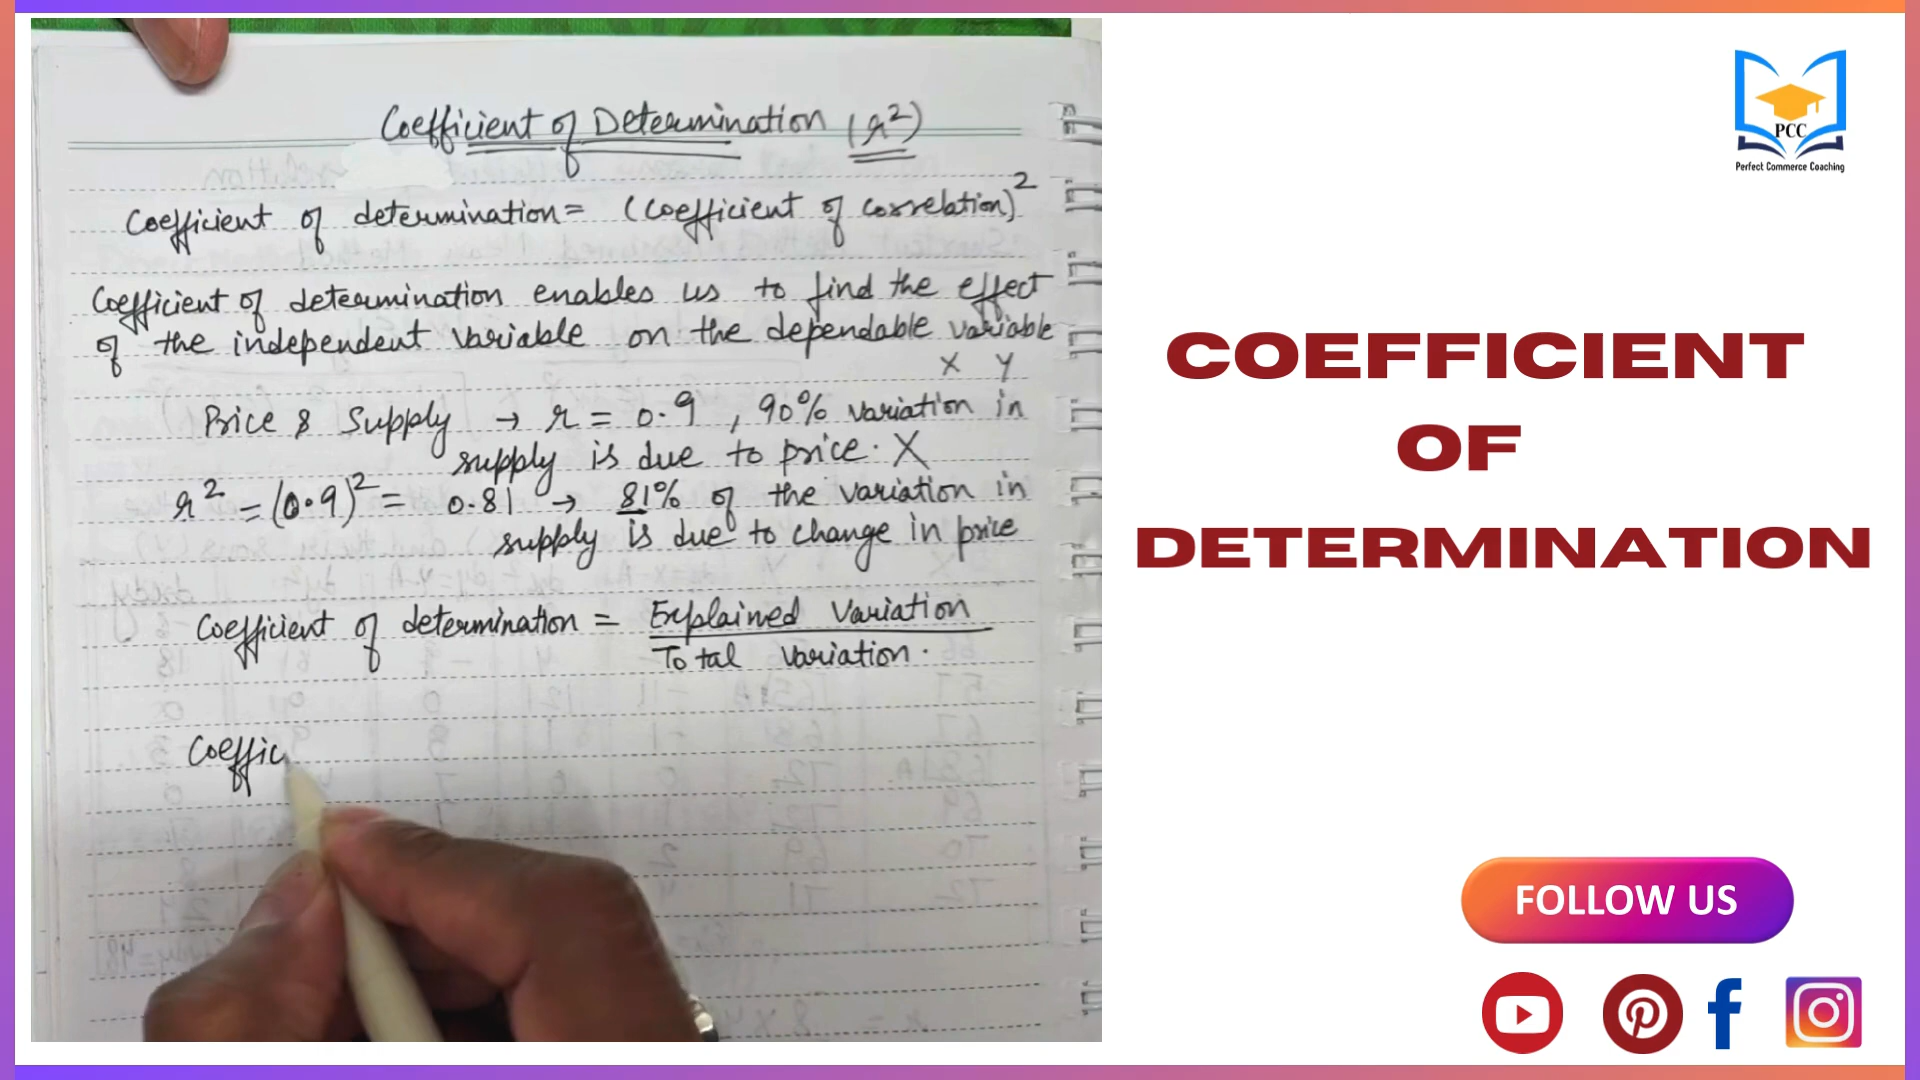 Coefficient of Determination (r²)
Coefficient of determination = (Coefficient of correlation)²
Coefficient of determination enables us to find the effect
of the independent variable on the dependable variable
X Y
Price & Supply → r = 0.9 , 90% variation in
supply is due to price. X
r² = (0.9)² = 0.81 → 81% of the variation in
supply is due to change in price
Coefficient of determination = Explained Variation
Total Variation.
Coeffic
PCC
Perfect Commerce Coaching
COEFFICIENT
OF
DETERMINATION
FOLLOW US